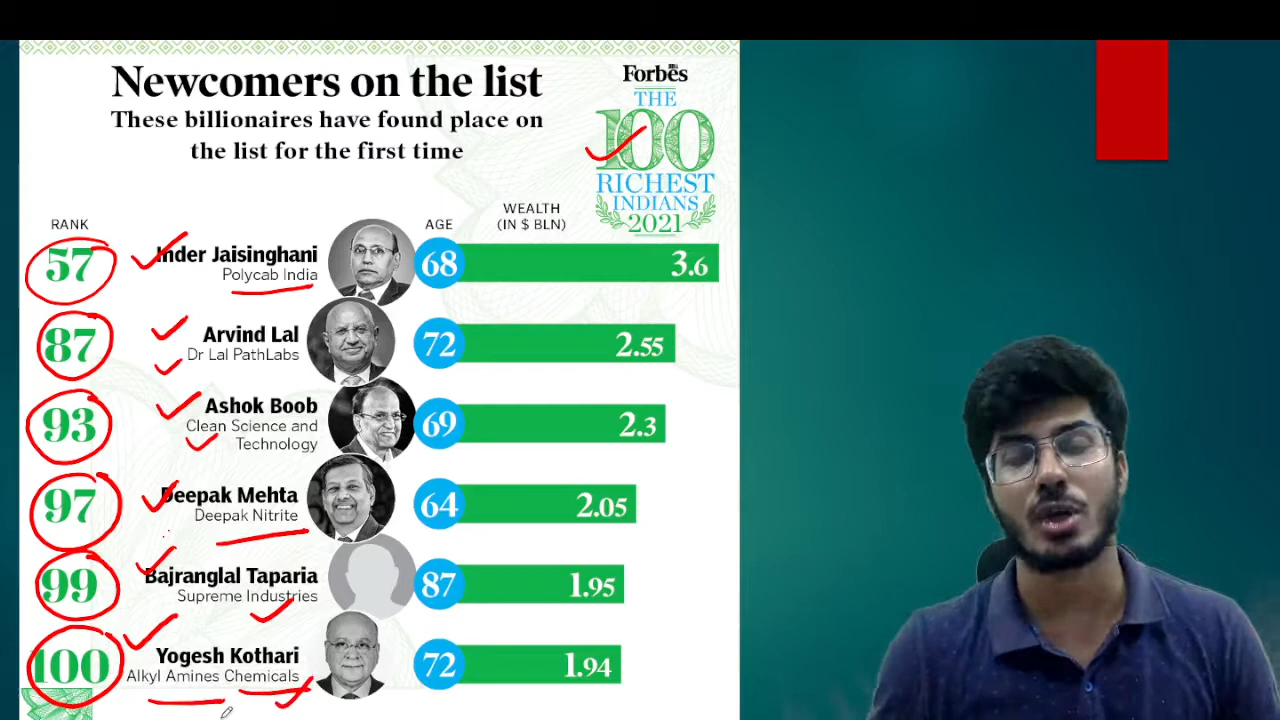 Newcomers on the list
These billionaires have found place on
the list for the first time
Forbes
THE
100
RICHEST
INDIANS
2021
RANK
AGE
WEALTH
(IN $ BLN)
57
Inder Jaisinghani
Polycab India
68
3.6
87
Arvind Lal
Dr Lal PathLabs
72
2.55
93
Ashok Boob
Clean Science and
Technology
69
2.3
97
Deepak Mehta
Deepak Nitrite
64
2.05
99
Bajranglal Taparia
Supreme Industries
87
1.95
100
Yogesh Kothari
Alkyl Amines Chemicals
72
1.94